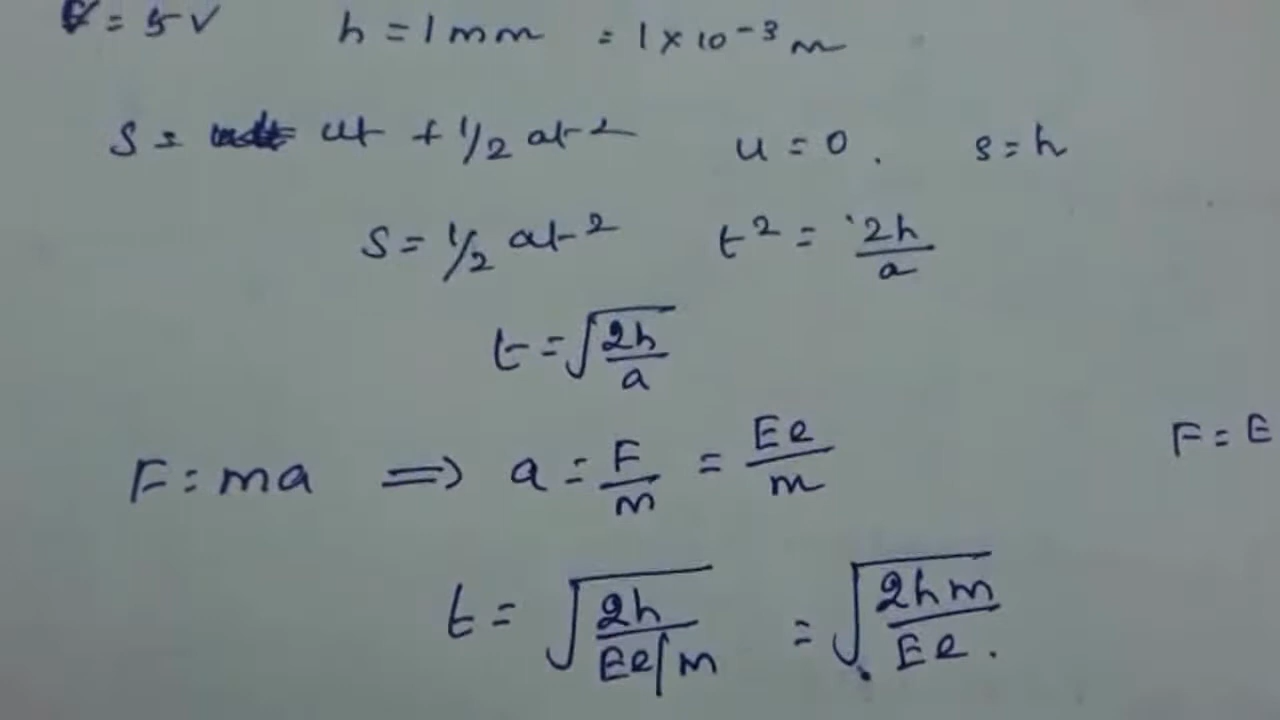 V = 5V h = 1mm = 1 × 10⁻³ m
S = ut + 1/2 at² u = 0. s = h
S = 1/2 at² t² = 2h/a
t = √(2h/a)
F = ma ⇒ a = F/m = Ee/m F = E
t = √(2h/Ee/m) = √(2hm/Ee).